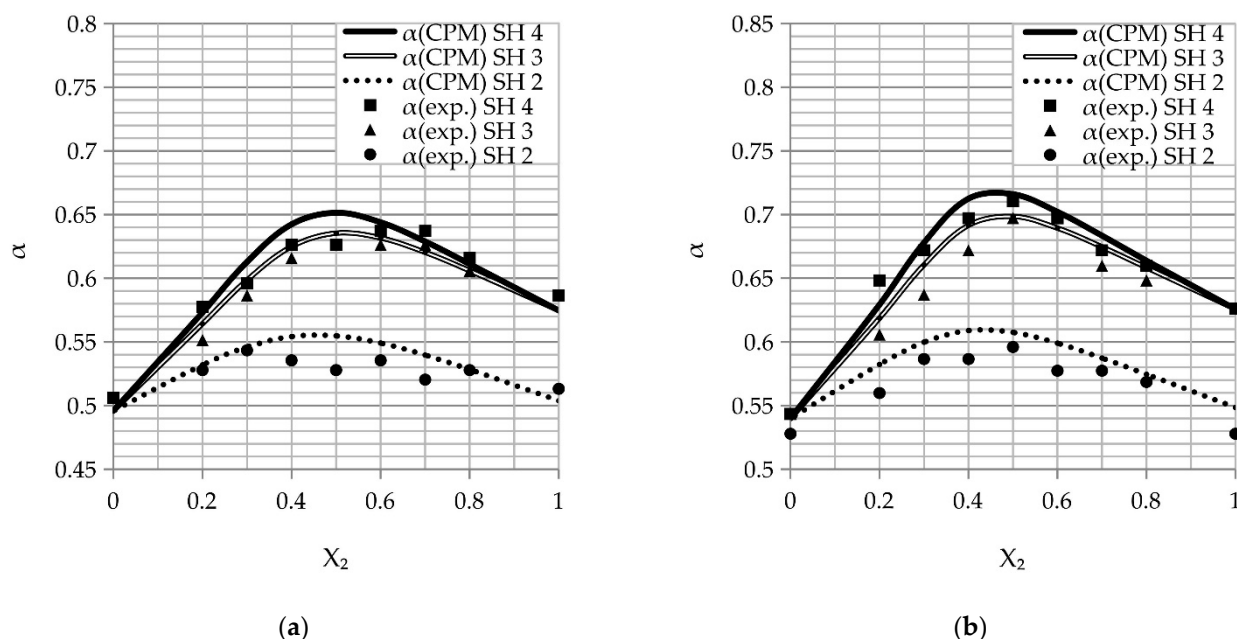 0.8
0.75
0.7
0.65
0.6
0.55
0.5
0.45
α
0 0.2 0.4 0.6 0.8 1
X₂
α(CPM) SH 4
α(CPM) SH 3
α(CPM) SH 2
α(exp.) SH 4
α(exp.) SH 3
α(exp.) SH 2
(a)
0.85
0.8
0.75
0.7
0.65
0.6
0.55
0.5
α
0 0.2 0.4 0.6 0.8 1
X₂
α(CPM) SH 4
α(CPM) SH 3
α(CPM) SH 2
α(exp.) SH 4
α(exp.) SH 3
α(exp.) SH 2
(b)